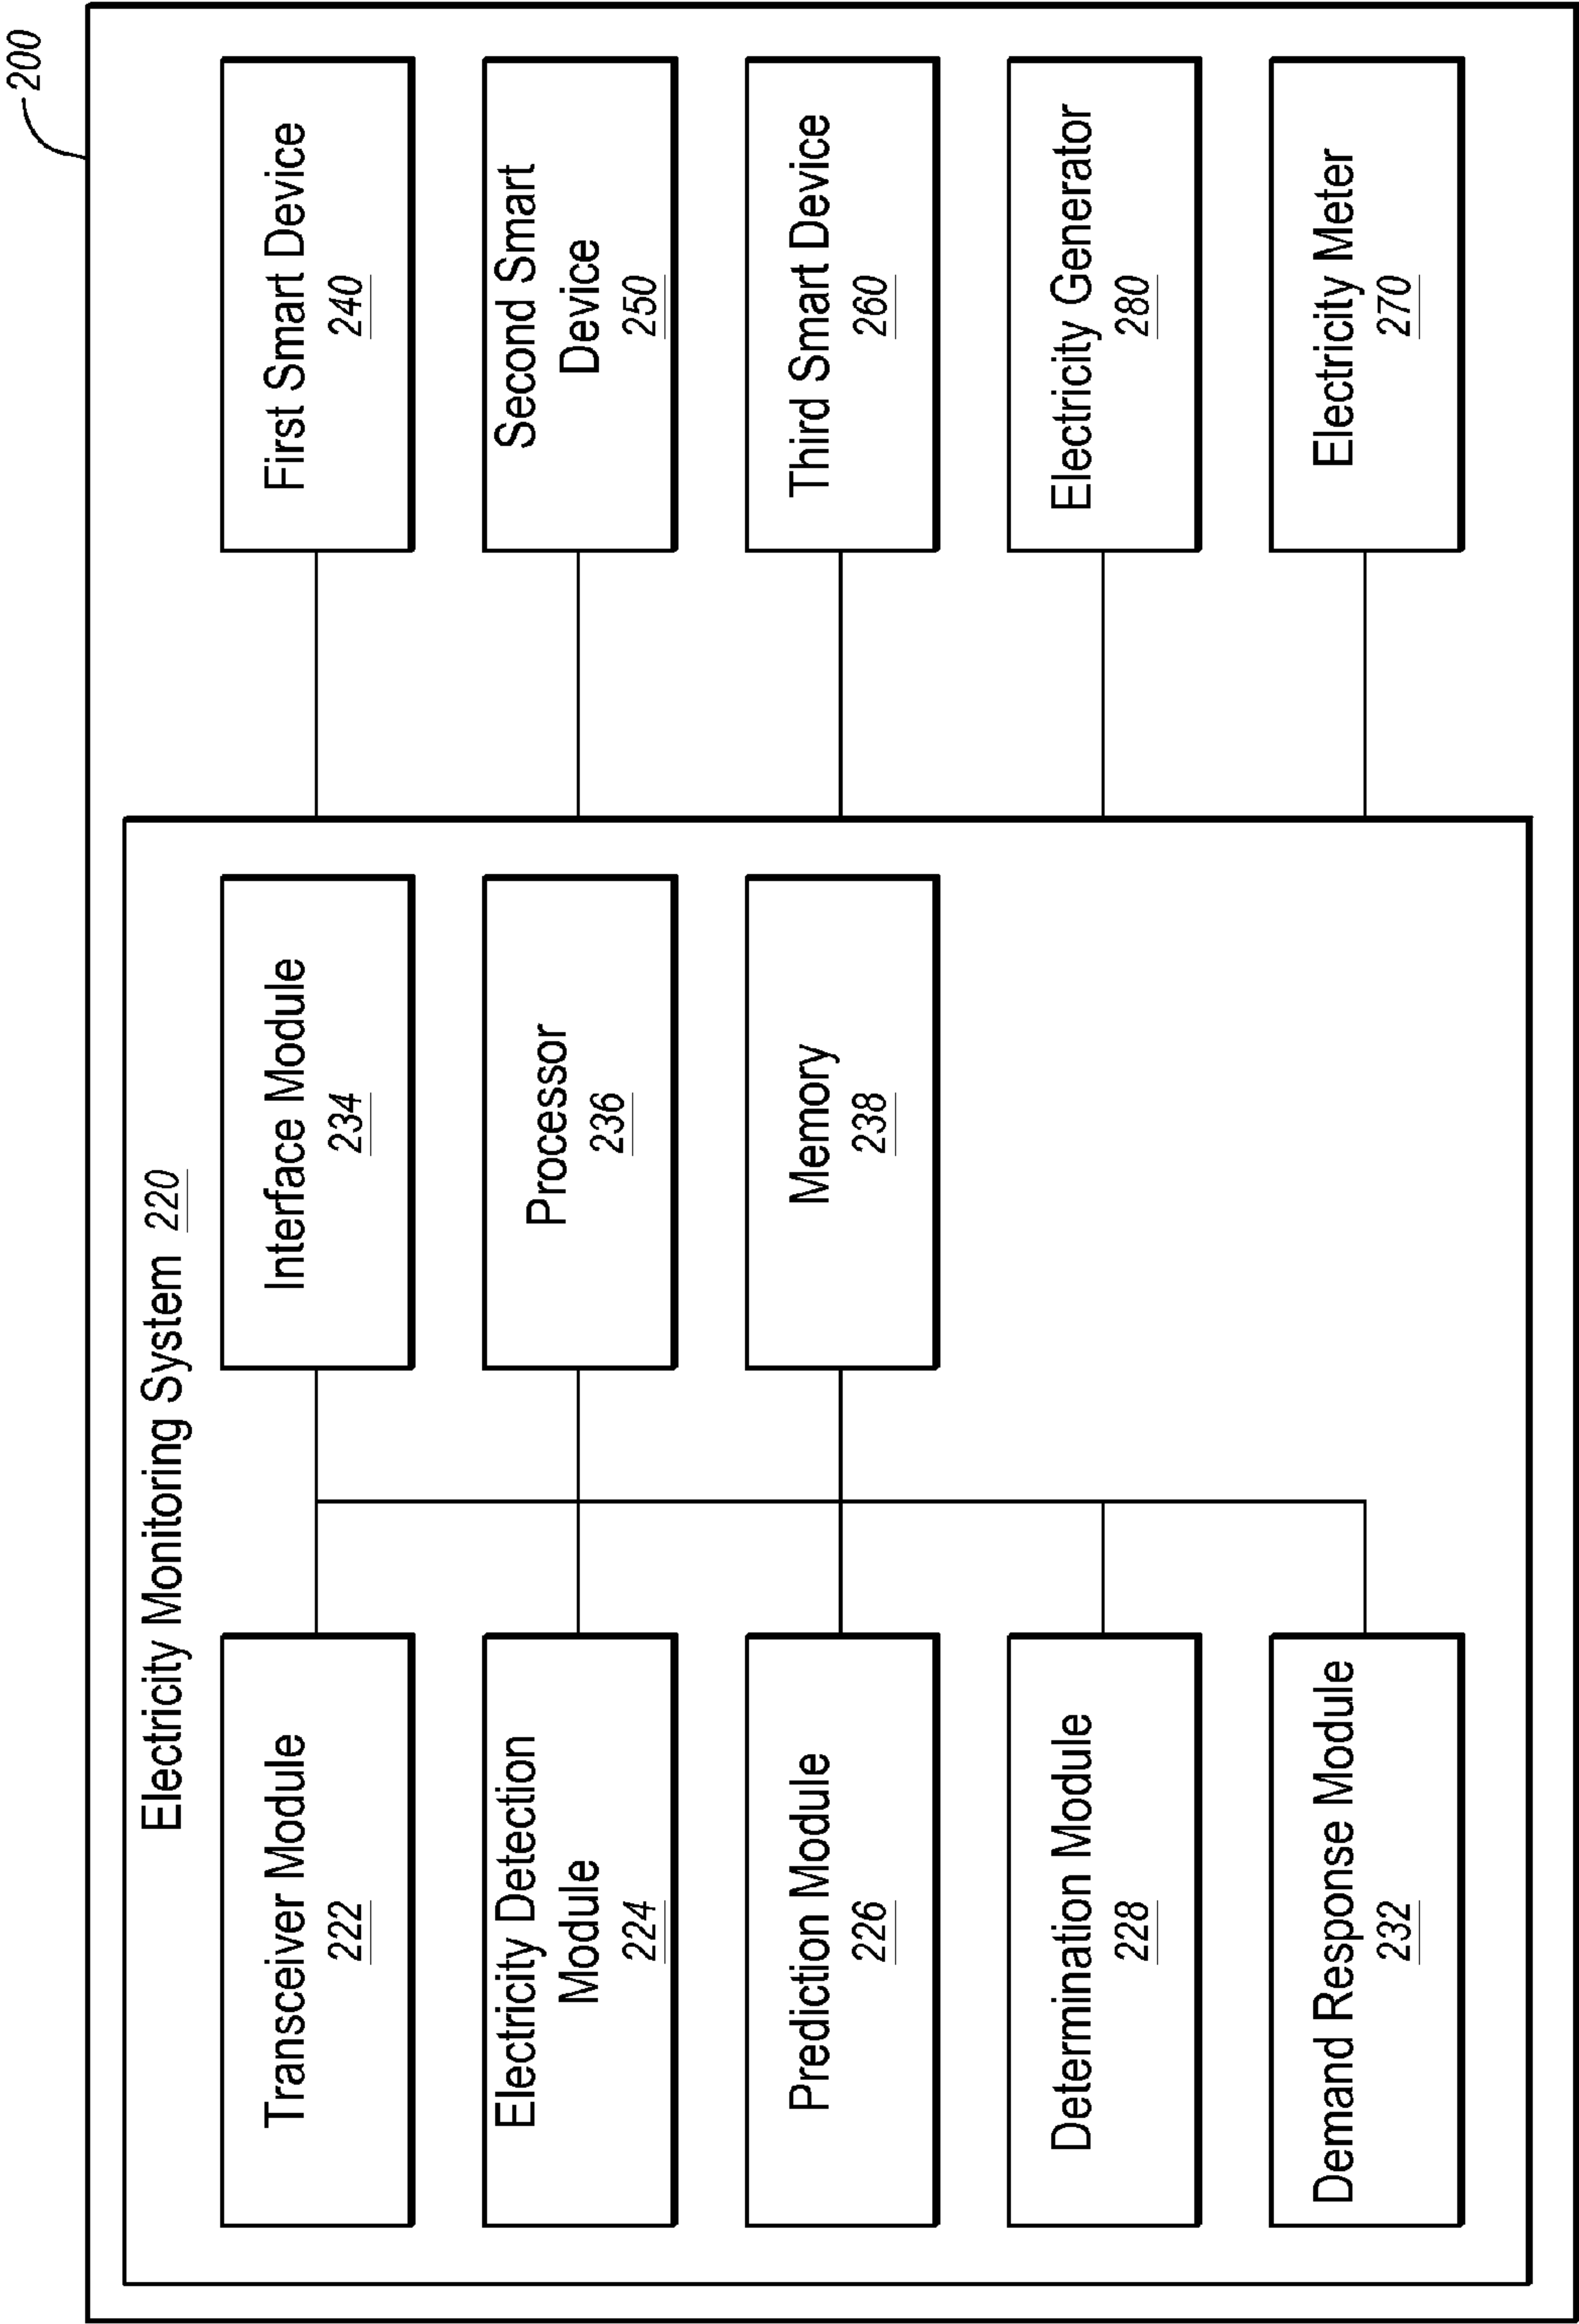 200
Electricity Monitoring System 220
Transceiver Module
222
Interface Module
234
First Smart Device
240
Electricity Detection
Module
224
Processor
236
Second Smart
Device
250
Prediction Module
226
Memory
238
Third Smart Device
260
Determination Module
228
Electricity Generator
280
Demand Response Module
232
Electricity Meter
270